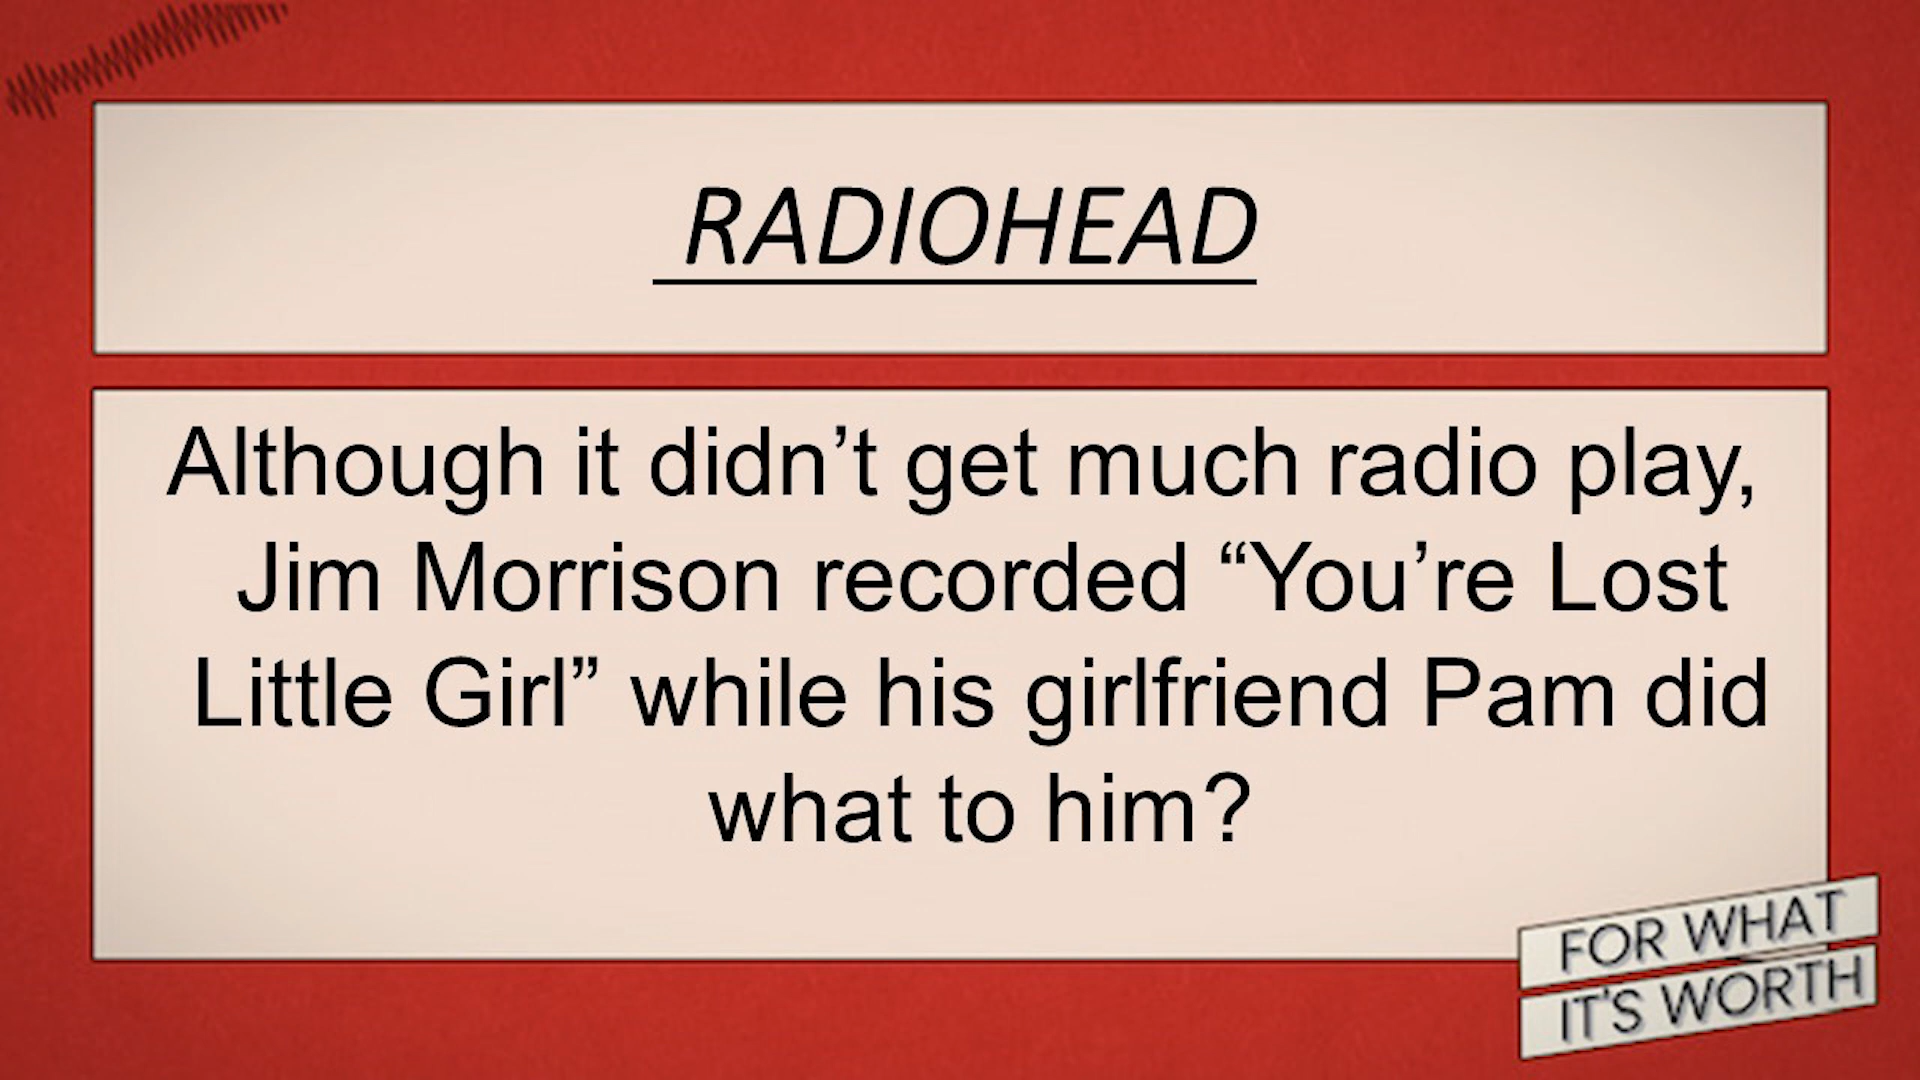 RADIOHEAD
Although it didn’t get much radio play,
Jim Morrison recorded “You’re Lost
Little Girl” while his girlfriend Pam did
what to him?
FOR WHAT
IT'S WORTH